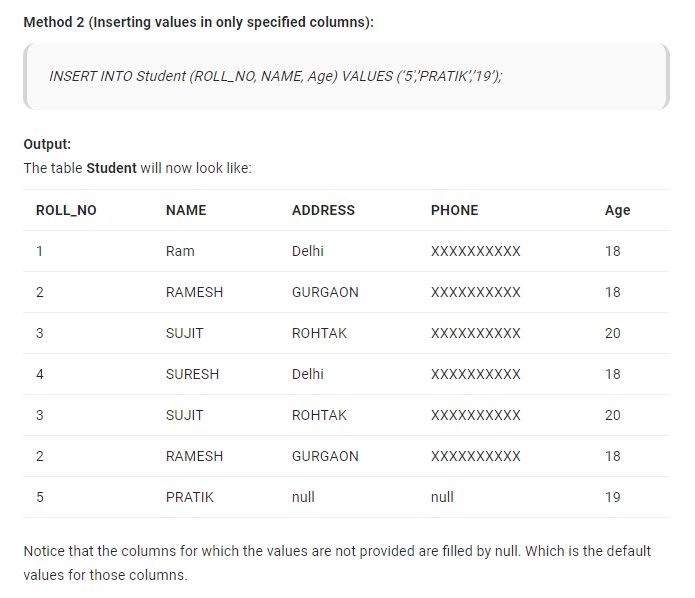 Method 2 (Inserting values in only specified columns):
INSERT INTO Student (ROLL_NO, NAME, Age) VALUES (‘5′,’PRATIK’,’19’);
Output:
The table Student will now look like:
ROLL_NO NAME ADDRESS PHONE Age
1 Ram Delhi XXXXXXXXXX 18
2 RAMESH GURGAON XXXXXXXXXX 18
3 SUJIT ROHTAK XXXXXXXXXX 20
4 SURESH Delhi XXXXXXXXXX 18
3 SUJIT ROHTAK XXXXXXXXXX 20
2 RAMESH GURGAON XXXXXXXXXX 18
5 PRATIK null null 19
Notice that the columns for which the values are not provided are filled by null. Which is the default
values for those columns.